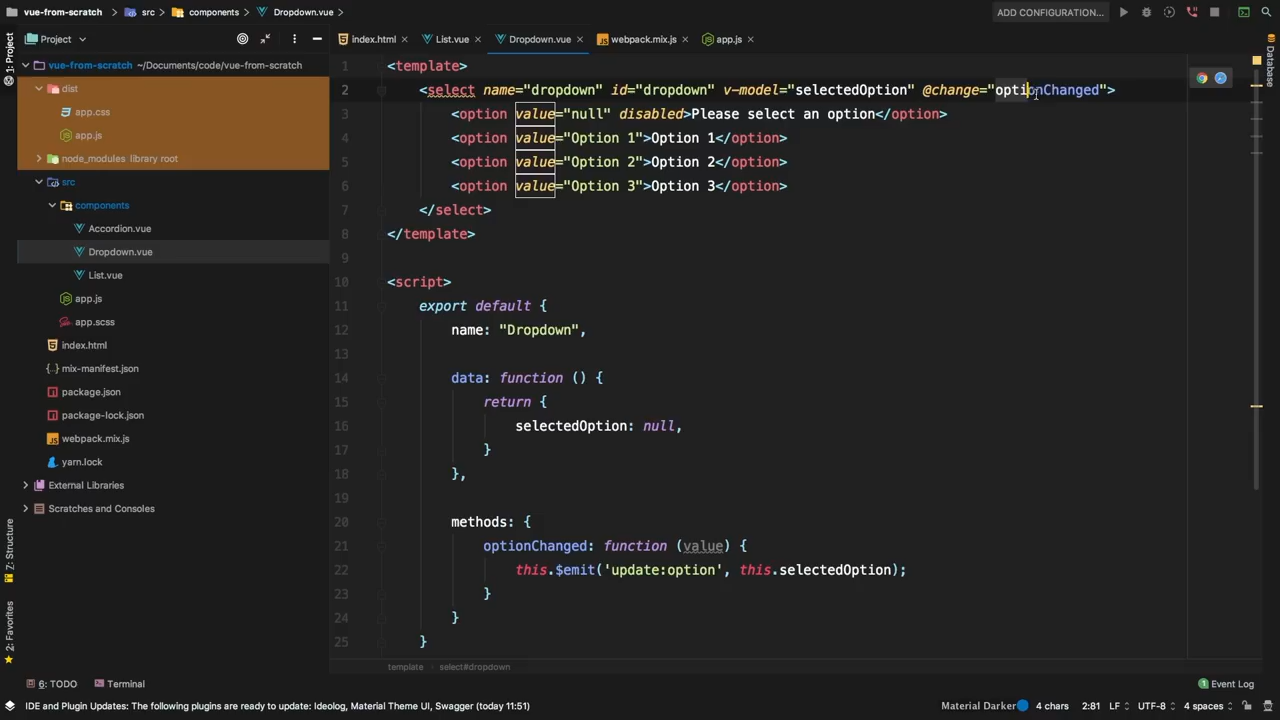 vue-from-scratch > src > components > Dropdown.vue > ADD CONFIGURATION...
Project
index.html × List.vue × Dropdown.vue × webpack.mix.js × app.js ×
1: Project
Database
vue-from-scratch ~/Documents/code/vue-from-scratch
dist
app.css
app.js
node_modules library root
src
components
Accordion.vue
Dropdown.vue
List.vue
app.js
app.scss
index.html
mix-manifest.json
package.json
package-lock.json
webpack.mix.js
yarn.lock
External Libraries
Scratches and Consoles
1 <template>
2 <select name="dropdown" id="dropdown" v-model="selectedOption" @change="optionChanged">
3 <option value="null" disabled>Please select an option</option>
4 <option value="Option 1">Option 1</option>
5 <option value="Option 2">Option 2</option>
6 <option value="Option 3">Option 3</option>
7 </select>
8 </template>
9
10 <script>
11 export default {
12 name: "Dropdown",
13
14 data: function () {
15 return {
16 selectedOption: null,
17 }
18 },
19
20 methods: {
21 optionChanged: function (value) {
22 this.$emit('update:option', this.selectedOption);
23 }
24 }
25 }
template > select#dropdown
Z: Structure
2: Favorites
6: TODO Terminal
1 Event Log
IDE and Plugin Updates: The following plugins are ready to update: Ideolog, Material Theme UI, Swagger (today 11:51)
Material Darker 4 chars 2:81 LF UTF-8 4 spaces